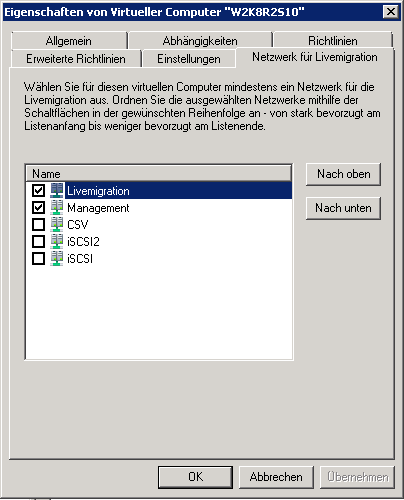 Eigenschaften von Virtueller Computer "W2K8R2S10"
Allgemein Abhängigkeiten Richtlinien
Erweiterte Richtlinien Einstellungen Netzwerk für Livemigration
Wählen Sie für diesen virtuellen Computer mindestens ein Netzwerk für die
Livemigration aus. Ordnen Sie die ausgewählten Netzwerke mithilfe der
Schaltflächen in der gewünschten Reihenfolge an - von stark bevorzugt am
Listenanfang bis weniger bevorzugt am Listenende.
Name
Livemigration
Management
CSV
iSCSI2
iSCSI
Nach oben
Nach unten
OK Abbrechen Übernehmen